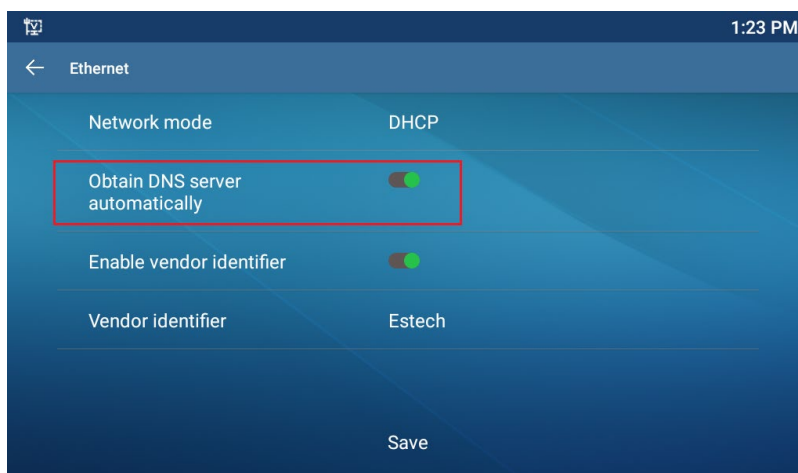 1:23 PM
Ethernet
Network mode DHCP
Obtain DNS server
automatically
Enable vendor identifier
Vendor identifier Estech
Save